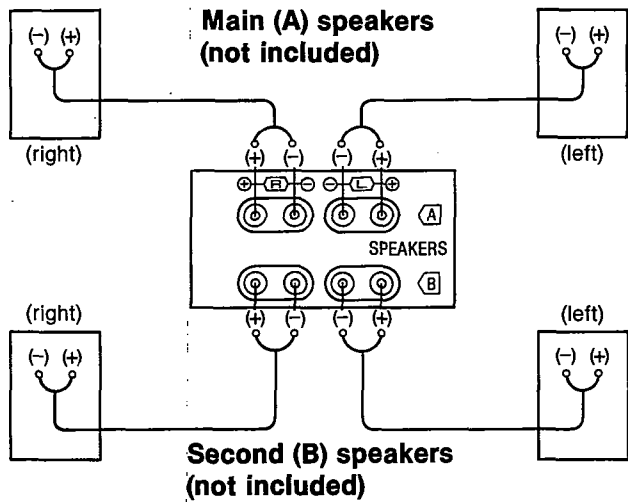 Main (A) speakers
(not included)
(−) (+)
(−) (+)
(right)
(left)
(+) (−) (−) (+)
⊕ R ⊖ ⊖ L ⊕
A
SPEAKERS
B
(+) (−) (−) (+)
(right)
(left)
(−) (+)
(−) (+)
Second (B) speakers
(not included)